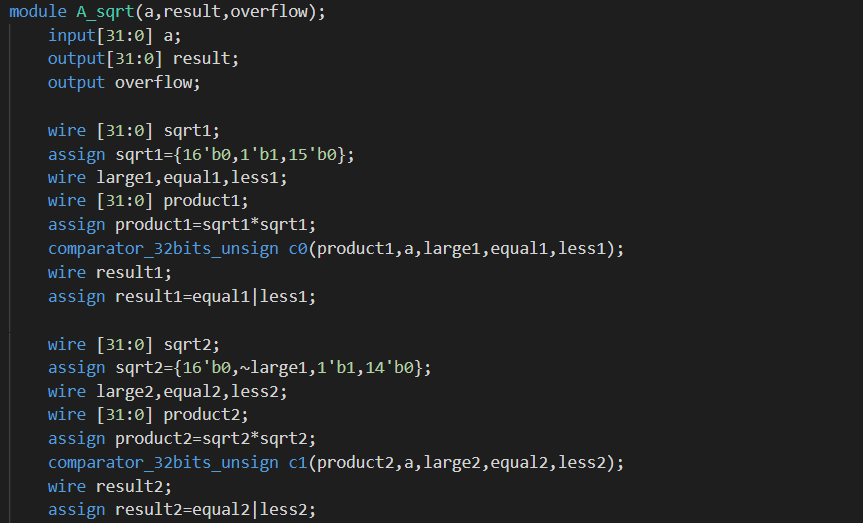 module A_sqrt(a,result,overflow);
input[31:0] a;
output[31:0] result;
output overflow;
wire [31:0] sqrt1;
assign sqrt1={16'b0,1'b1,15'b0};
wire large1,equal1,less1;
wire [31:0] product1;
assign product1=sqrt1*sqrt1;
comparator_32bits_unsign c0(product1,a,large1,equal1,less1);
wire result1;
assign result1=equal1|less1;
wire [31:0] sqrt2;
assign sqrt2={16'b0,~large1,1'b1,14'b0};
wire large2,equal2,less2;
wire [31:0] product2;
assign product2=sqrt2*sqrt2;
comparator_32bits_unsign c1(product2,a,large2,equal2,less2);
wire result2;
assign result2=equal2|less2;